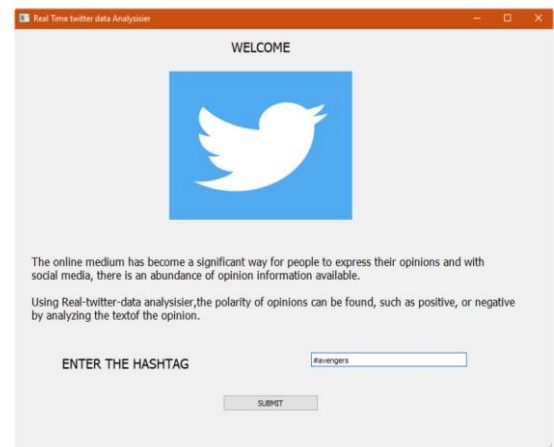 Real Time twitter data Analysisier
WELCOME
The online medium has become a significant way for people to express their opinions and with
social media, there is an abundance of opinion information available.
Using Real-twitter-data analysisier,the polarity of opinions can be found, such as positive, or negative
by analyzing the textof the opinion.
ENTER THE HASHTAG
#avengers
SUBMIT